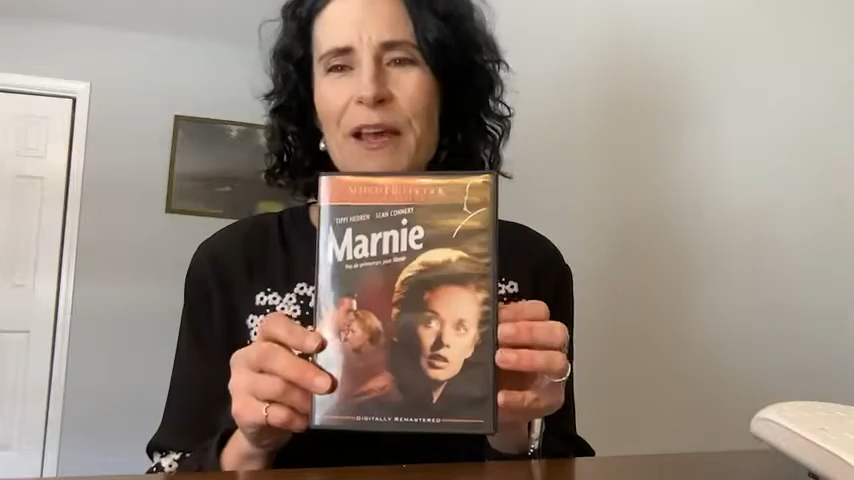 TIPPI HEDREN SEAN CONNERY
Marnie
Pas de printemps pour Marnie
DIGITALLY REMASTERED